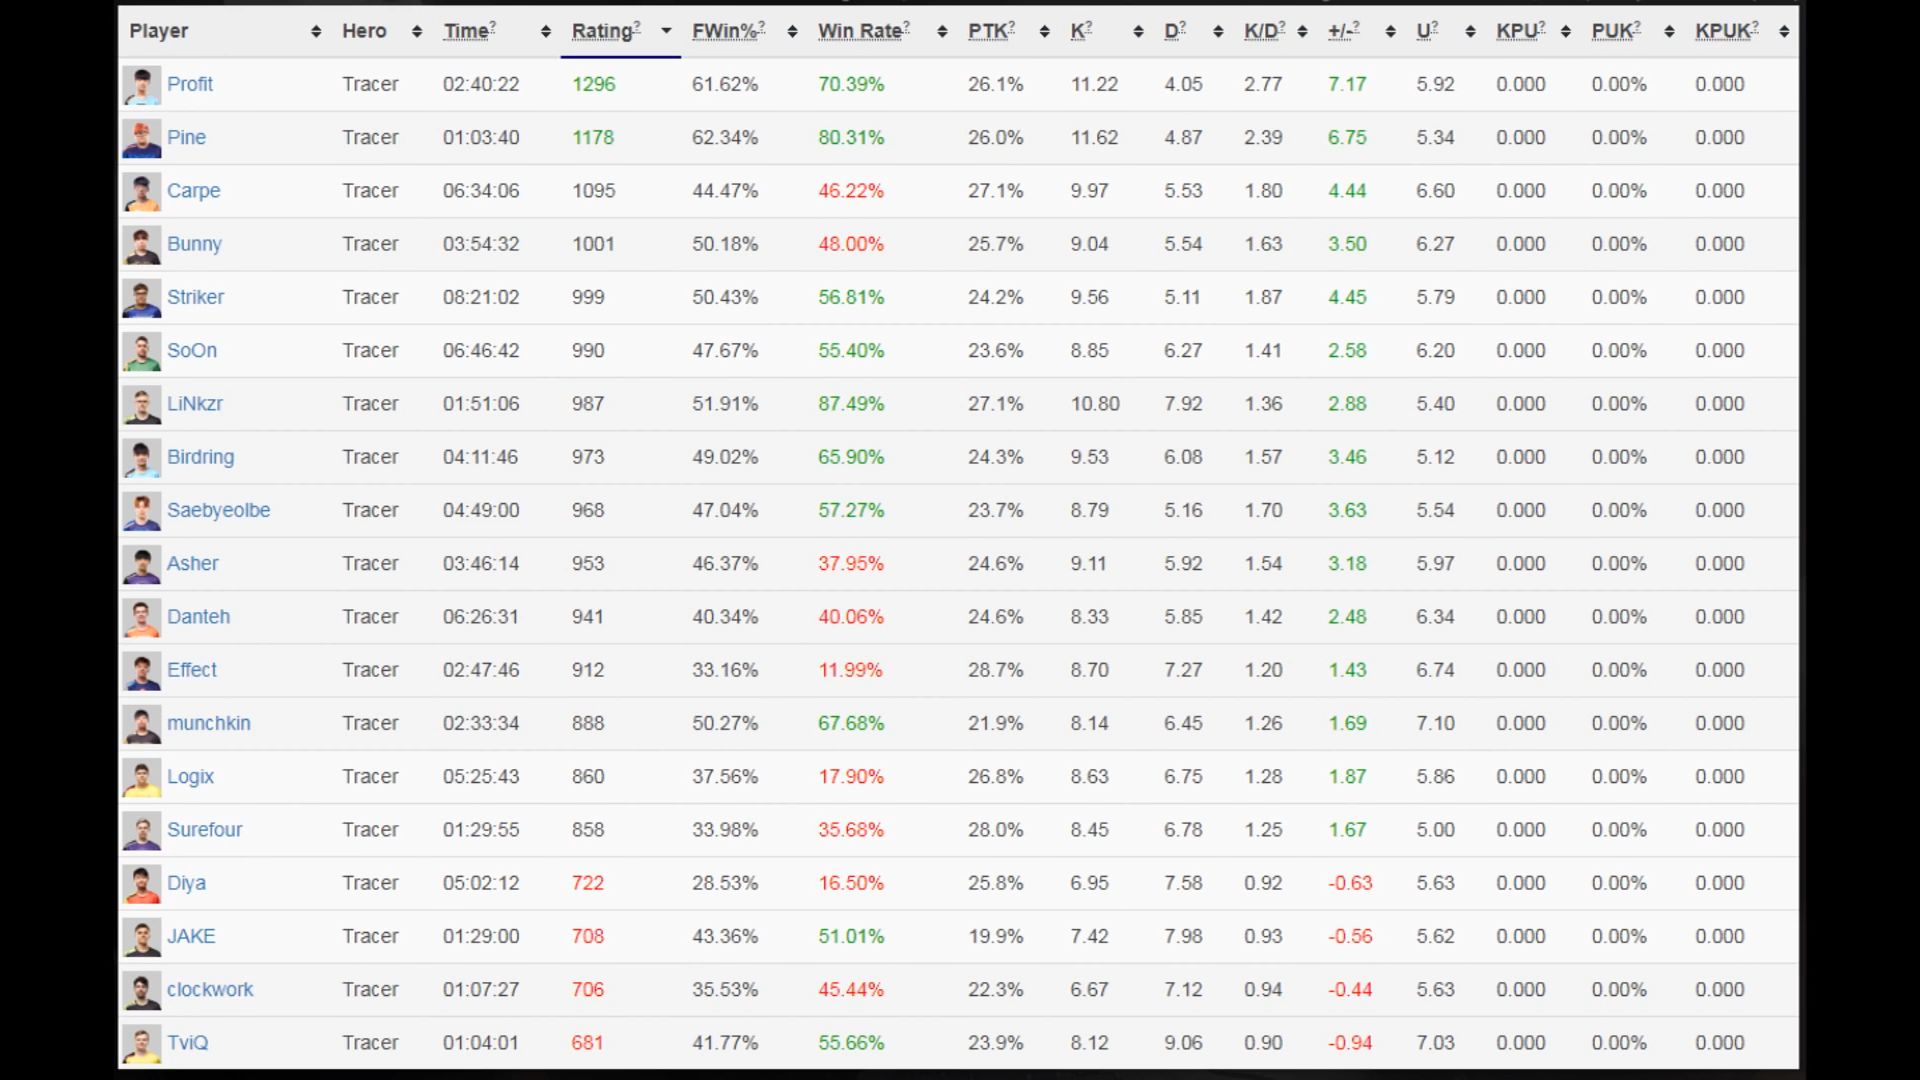 Player Hero Time? Rating? FWin%? Win Rate? PTK? K? D? K/D? +/-? U? KPU? PUK? KPUK?
Profit Tracer 02:40:22 1296 61.62% 70.39% 26.1% 11.22 4.05 2.77 7.17 5.92 0.000 0.00% 0.000
Pine Tracer 01:03:40 1178 62.34% 80.31% 26.0% 11.62 4.87 2.39 6.75 5.34 0.000 0.00% 0.000
Carpe Tracer 06:34:06 1095 44.47% 46.22% 27.1% 9.97 5.53 1.80 4.44 6.60 0.000 0.00% 0.000
Bunny Tracer 03:54:32 1001 50.18% 48.00% 25.7% 9.04 5.54 1.63 3.50 6.27 0.000 0.00% 0.000
Striker Tracer 08:21:02 999 50.43% 56.81% 24.2% 9.56 5.11 1.87 4.45 5.79 0.000 0.00% 0.000
SoOn Tracer 06:46:42 990 47.67% 55.40% 23.6% 8.85 6.27 1.41 2.58 6.20 0.000 0.00% 0.000
LiNkzr Tracer 01:51:06 987 51.91% 87.49% 27.1% 10.80 7.92 1.36 2.88 5.40 0.000 0.00% 0.000
Birdring Tracer 04:11:46 973 49.02% 65.90% 24.3% 9.53 6.08 1.57 3.46 5.12 0.000 0.00% 0.000
Saebyeolbe Tracer 04:49:00 968 47.04% 57.27% 23.7% 8.79 5.16 1.70 3.63 5.54 0.000 0.00% 0.000
Asher Tracer 03:46:14 953 46.37% 37.95% 24.6% 9.11 5.92 1.54 3.18 5.97 0.000 0.00% 0.000
Danteh Tracer 06:26:31 941 40.34% 40.06% 24.6% 8.33 5.85 1.42 2.48 6.34 0.000 0.00% 0.000
Effect Tracer 02:47:46 912 33.16% 11.99% 28.7% 8.70 7.27 1.20 1.43 6.74 0.000 0.00% 0.000
munchkin Tracer 02:33:34 888 50.27% 67.68% 21.9% 8.14 6.45 1.26 1.69 7.10 0.000 0.00% 0.000
Logix Tracer 05:25:43 860 37.56% 17.90% 26.8% 8.63 6.75 1.28 1.87 5.86 0.000 0.00% 0.000
Surefour Tracer 01:29:55 858 33.98% 35.68% 28.0% 8.45 6.78 1.25 1.67 5.00 0.000 0.00% 0.000
Diya Tracer 05:02:12 722 28.53% 16.50% 25.8% 6.95 7.58 0.92 -0.63 5.63 0.000 0.00% 0.000
JAKE Tracer 01:29:00 708 43.36% 51.01% 19.9% 7.42 7.98 0.93 -0.56 5.62 0.000 0.00% 0.000
clockwork Tracer 01:07:27 706 35.53% 45.44% 22.3% 6.67 7.12 0.94 -0.44 5.63 0.000 0.00% 0.000
TviQ Tracer 01:04:01 681 41.77% 55.66% 23.9% 8.12 9.06 0.90 -0.94 7.03 0.000 0.00% 0.000